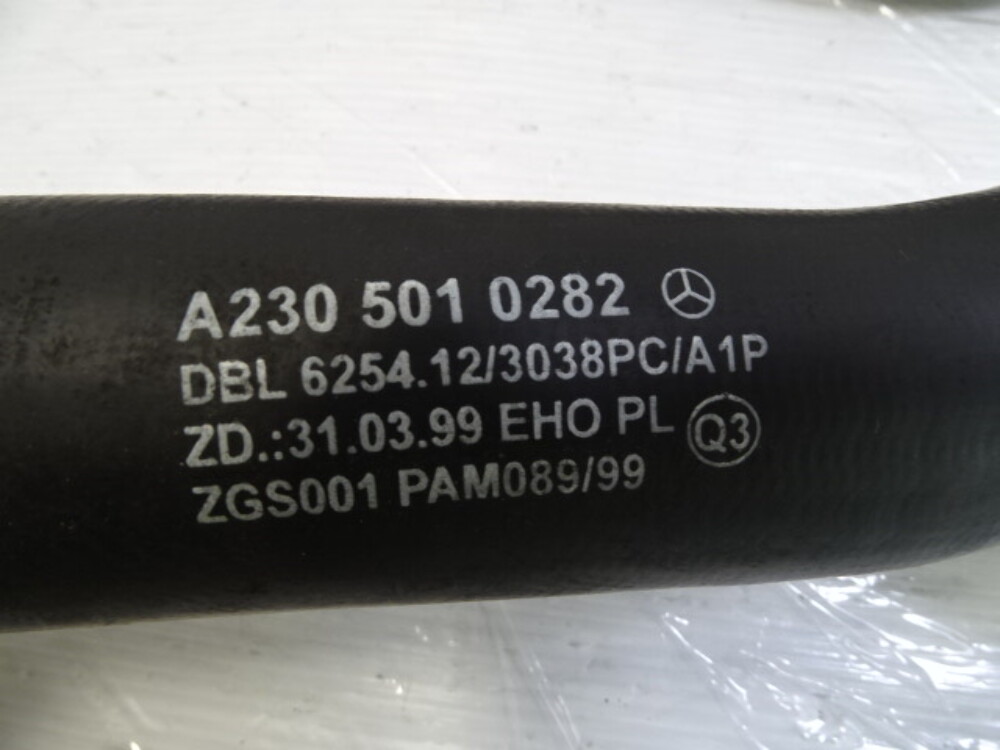 A230 501 0282
DBL 6254.12/3038PC/A1P
ZD.:31.03.99 EHO PL Q3
ZGS001 PAM089/99